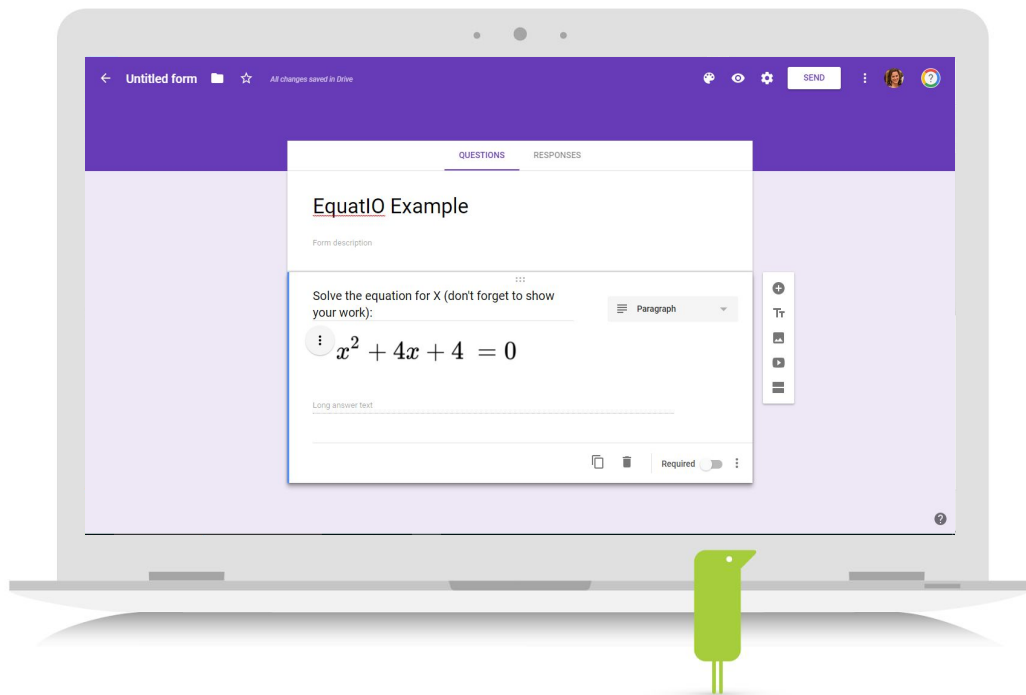 Untitled form
All changes saved in Drive
SEND
QUESTIONS RESPONSES
EquatIO Example
Form description
Solve the equation for X (don't forget to show
your work):
Paragraph
x² + 4x + 4 = 0
Long answer text
Required